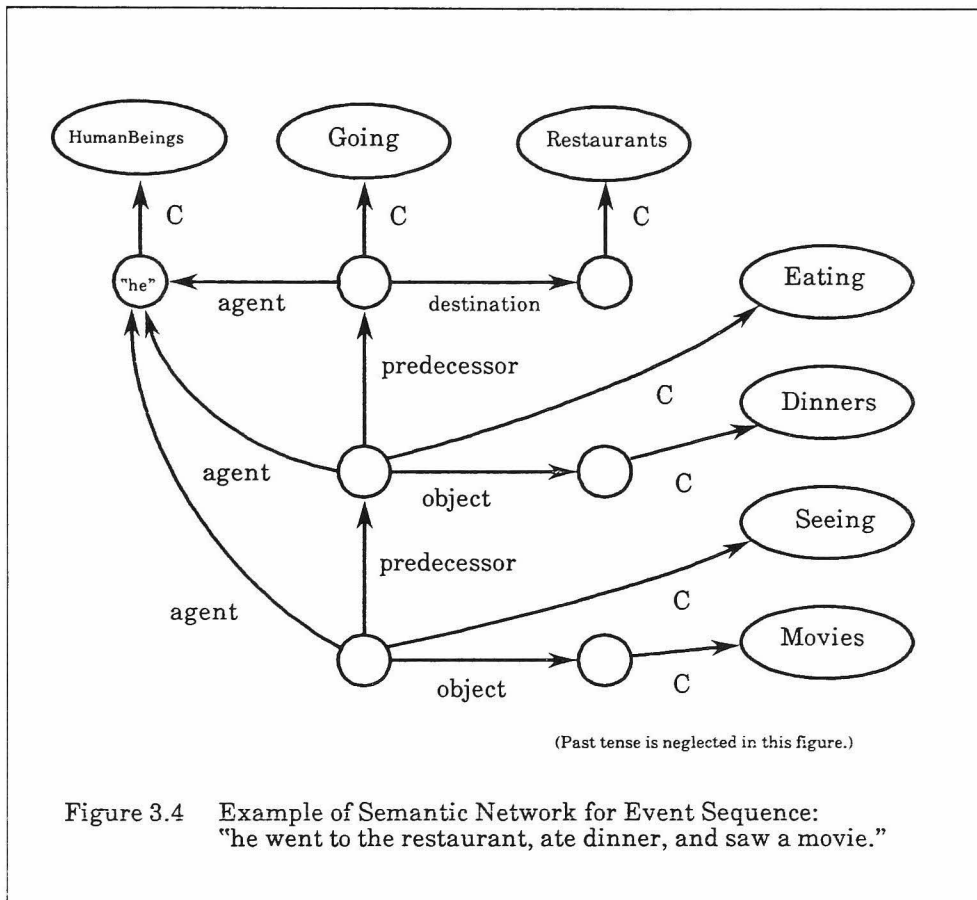 HumanBeings
Going
Restaurants
C
C
C
"he"
agent
destination
Eating
predecessor
C
Dinners
agent
object
C
Seeing
predecessor
agent
C
Movies
object
C
(Past tense is neglected in this figure.)
Figure 3.4 Example of Semantic Network for Event Sequence:
"he went to the restaurant, ate dinner, and saw a movie."